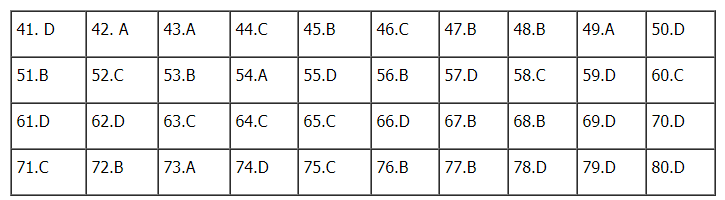 41. D 42. A 43.A 44.C 45.B 46.C 47.B 48.B 49.A 50.D
51.B 52.C 53.B 54.A 55.D 56.B 57.D 58.C 59.D 60.C
61.D 62.D 63.C 64.C 65.C 66.D 67.B 68.B 69.D 70.D
71.C 72.B 73.A 74.D 75.C 76.B 77.B 78.D 79.D 80.D